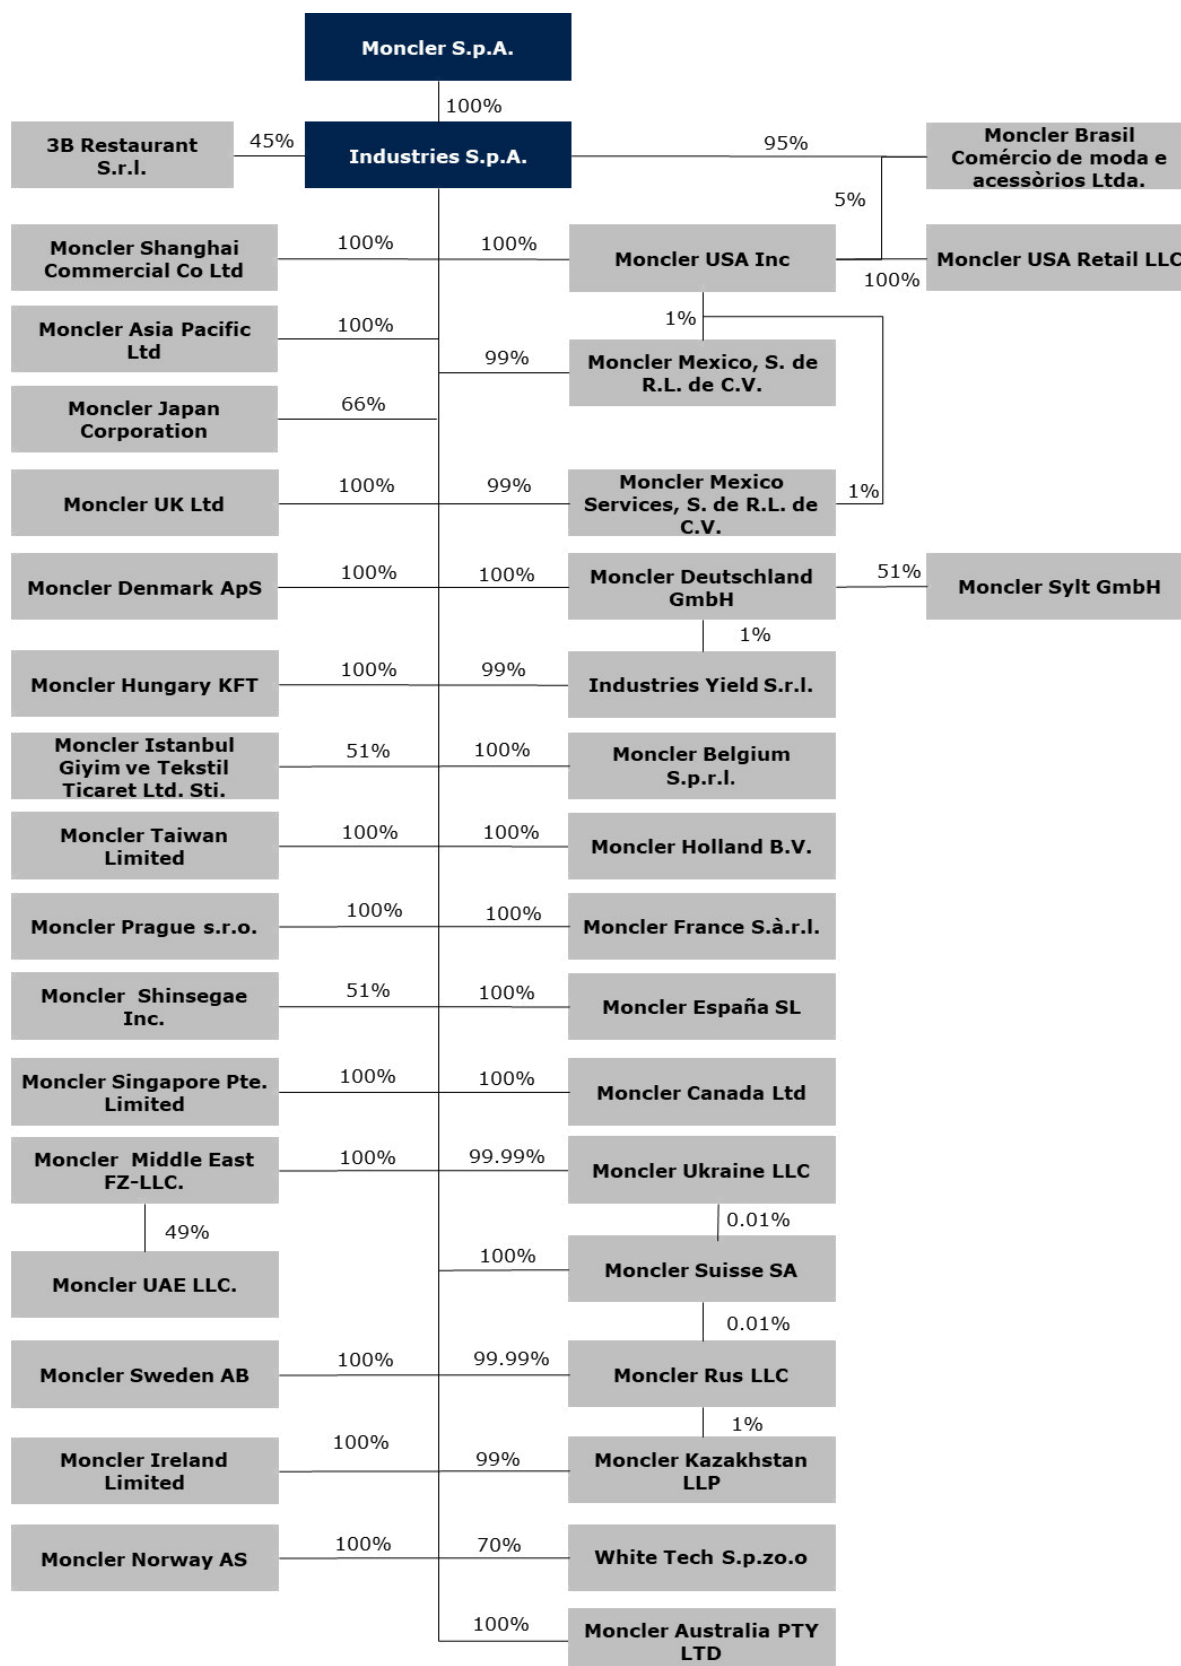 Moncler S.p.A.
100%
3B Restaurant
S.r.l.
45%
Industries S.p.A.
95%
Moncler Brasil
Comércio de moda e
acessòrios Ltda.
5%
Moncler Shanghai
Commercial Co Ltd
100%
100%
Moncler USA Inc
100%
Moncler USA Retail LLC
Moncler Asia Pacific
Ltd
100%
1%
99%
Moncler Mexico, S. de
R.L. de C.V.
Moncler Japan
Corporation
66%
Moncler UK Ltd
100%
99%
Moncler Mexico
Services, S. de R.L. de
C.V.
1%
Moncler Denmark ApS
100%
100%
Moncler Deutschland
GmbH
51%
Moncler Sylt GmbH
1%
Moncler Hungary KFT
100%
99%
Industries Yield S.r.l.
Moncler Istanbul
Giyim ve Tekstil
Ticaret Ltd. Sti.
51%
100%
Moncler Belgium
S.p.r.l.
Moncler Taiwan
Limited
100%
100%
Moncler Holland B.V.
Moncler Prague s.r.o.
100%
100%
Moncler France S.à.r.l.
Moncler Shinsegae
Inc.
51%
100%
Moncler España SL
Moncler Singapore Pte.
Limited
100%
100%
Moncler Canada Ltd
Moncler Middle East
FZ-LLC.
100%
99.99%
Moncler Ukraine LLC
49%
0.01%
Moncler UAE LLC.
100%
Moncler Suisse SA
0.01%
Moncler Sweden AB
100%
99.99%
Moncler Rus LLC
1%
Moncler Ireland
Limited
100%
99%
Moncler Kazakhstan
LLP
Moncler Norway AS
100%
70%
White Tech S.p.zo.o
100%
Moncler Australia PTY
LTD